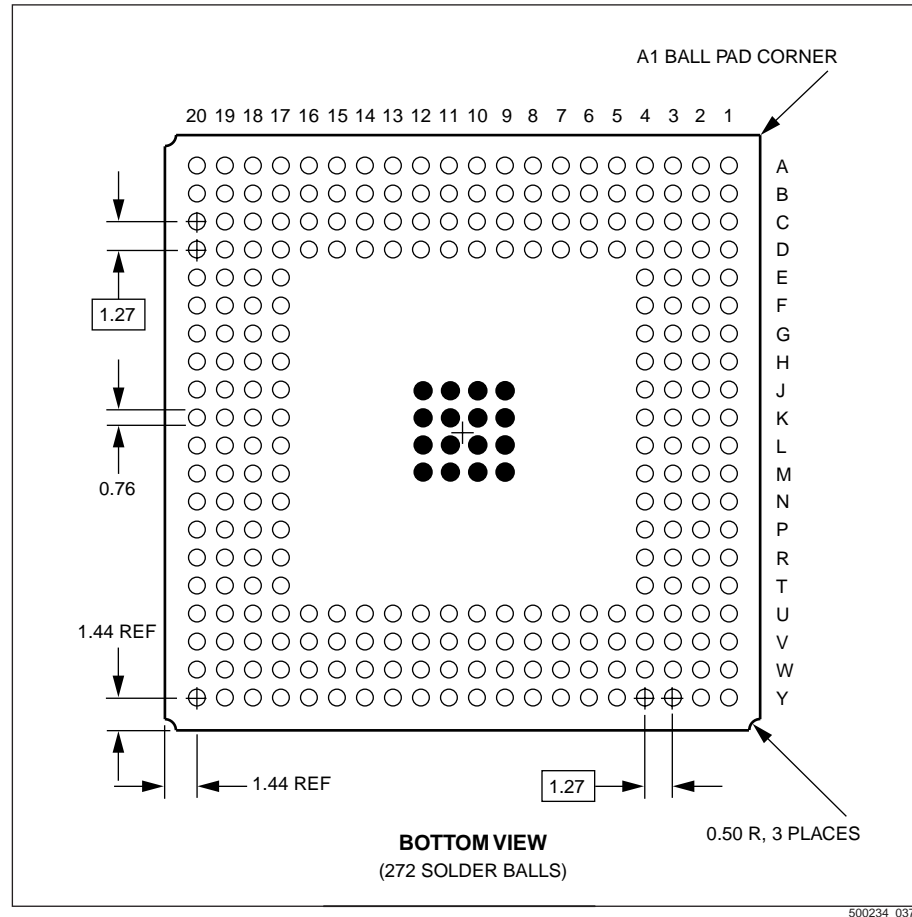 A1 BALL PAD CORNER
20 19 18 17 16 15 14 13 12 11 10 9 8 7 6 5 4 3 2 1
A
B
C
D
E
1.27
F
G
H
J
K
L
0.76
M
N
P
R
T
U
1.44 REF
V
W
Y
1.44 REF
1.27
0.50 R, 3 PLACES
BOTTOM VIEW
(272 SOLDER BALLS)
500234_037